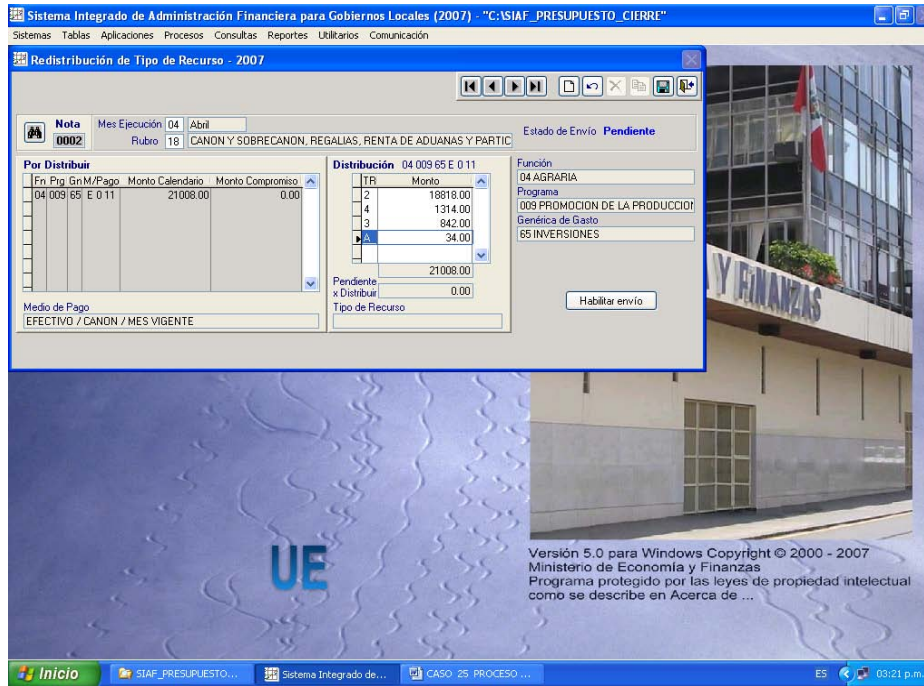 Sistema Integrado de Administración Financiera para Gobiernos Locales (2007) - "C:\SIAF_PRESUPUESTO_CIERRE"
Sistemas Tablas Aplicaciones Procesos Consultas Reportes Utilitarios Comunicación
Redistribución de Tipo de Recurso - 2007
Nota Mes Ejecución 04 Abril
0002 Rubro 18 CANON Y SOBRECANON, REGALIAS, RENTA DE ADUANAS Y PARTIC
Estado de Envío Pendiente
Por Distribuir
Fn Prg Gn M/Pago Monto Calendario Monto Compromiso
04 009 65 E 0 11 21008.00 0.00
Medio de Pago
EFECTIVO / CANON / MES VIGENTE
Distribución 04 009 65 E 0 11
TR Monto
2 18818.00
4 1314.00
3 842.00
A 34.00
21008.00
Pendiente
x Distribuir 0.00
Tipo de Recurso
Función
04 AGRARIA
Programa
009 PROMOCION DE LA PRODUCCION
Genérica de Gasto
65 INVERSIONES
Habilitar envío
A Y FINANZAS
UE
Versión 5.0 para Windows Copyright © 2000 - 2007
Ministerio de Economía y Finanzas
Programa protegido por las leyes de propiedad intelectual
como se describe en Acerca de ...
Inicio SIAF_PRESUPUESTO... Sistema Integrado de... CASO 25 PROCESO ... ES 03:21 p.m.